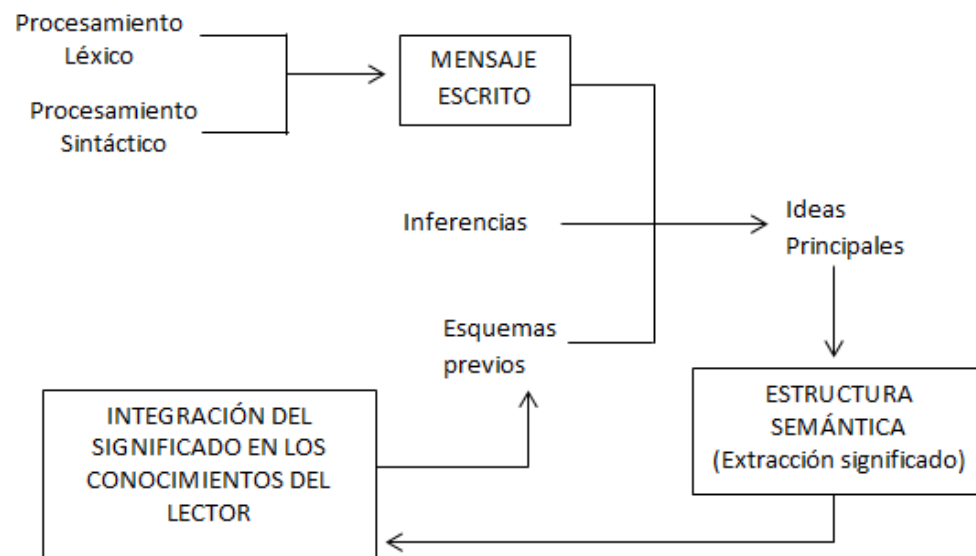 Procesamiento
Léxico
Procesamiento
Sintáctico
MENSAJE
ESCRITO
Inferencias
Ideas
Principales
Esquemas
previos
ESTRUCTURA
SEMÁNTICA
(Extracción significado)
INTEGRACIÓN DEL
SIGNIFICADO EN LOS
CONOCIMIENTOS DEL
LECTOR